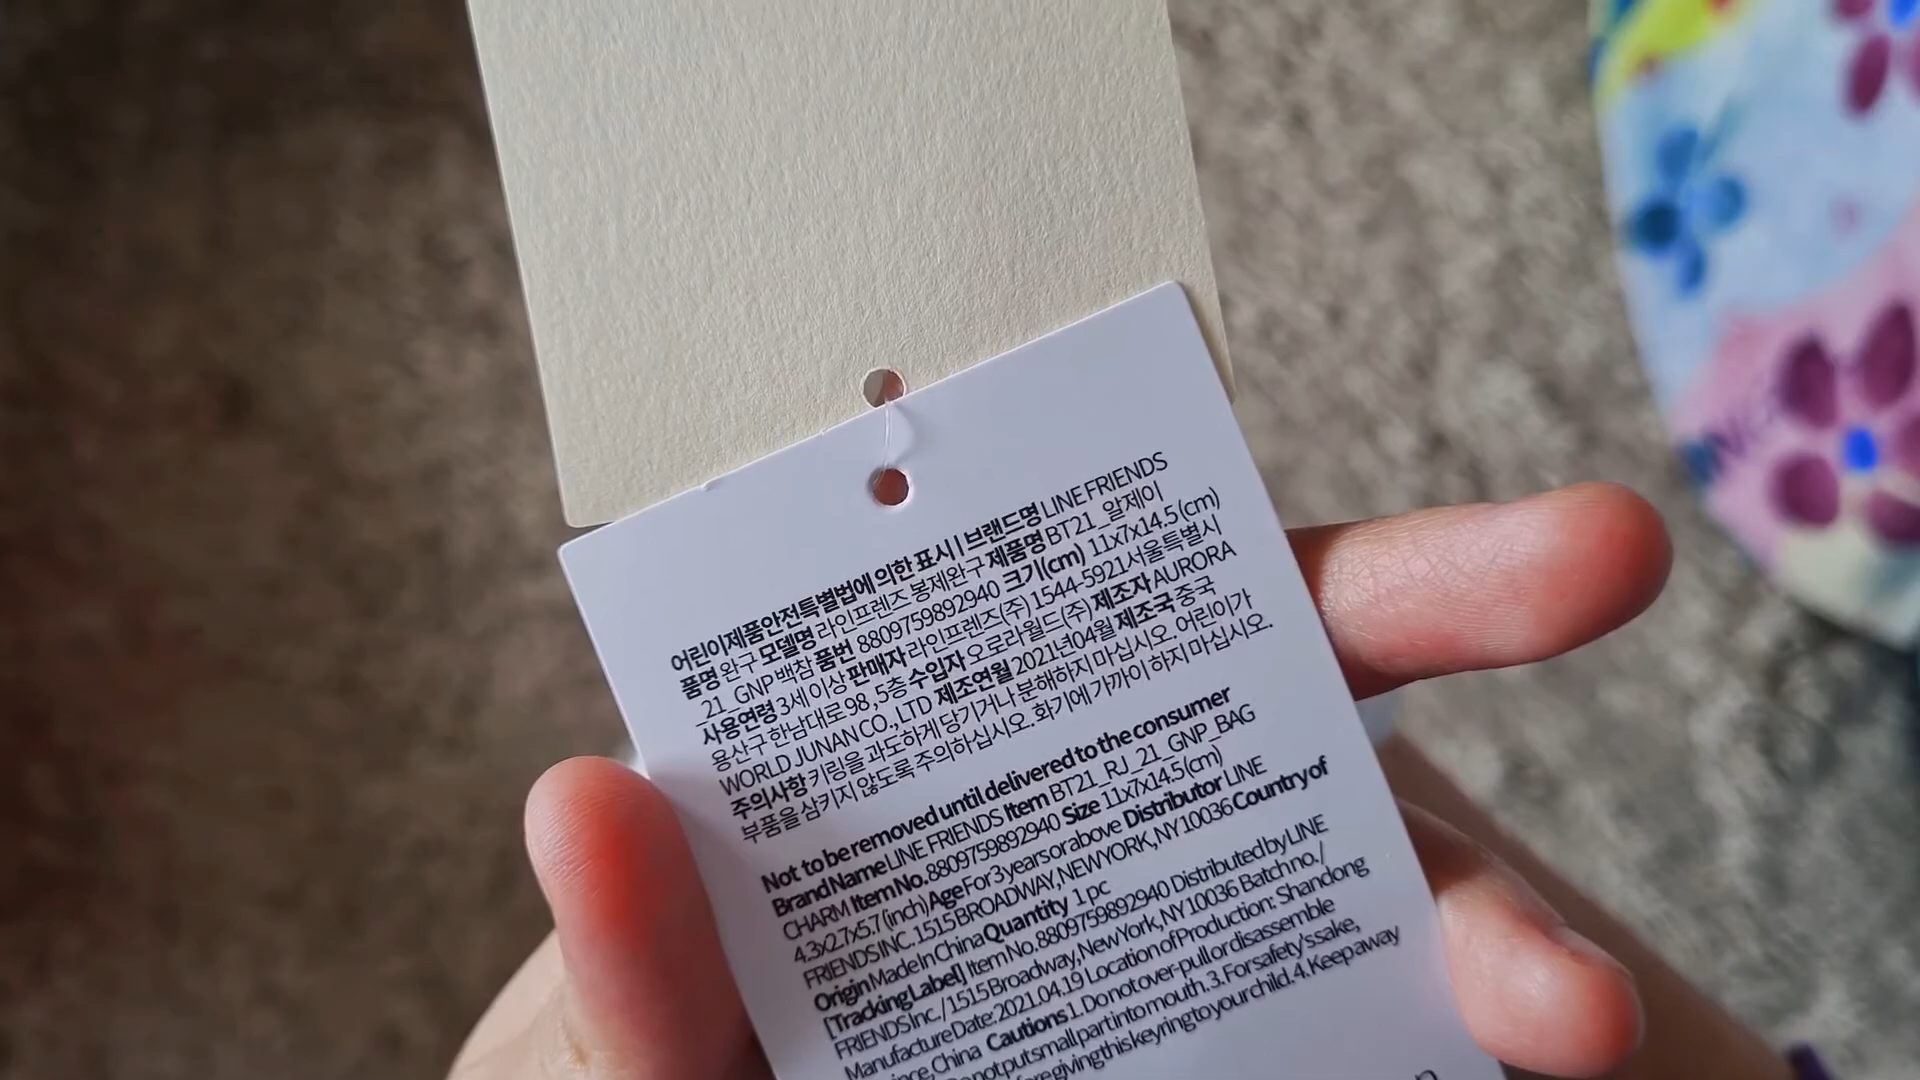 어린이제품안전특별법에 의한 표시 | 브랜드명 LINE FRIENDS
품명 완구 모델명 라인프렌즈 봉제완구 제품명 BT21_알제이
_21_GNP 백참 품번 8809759892940 크기(cm) 11x7x14.5(cm)
사용연령 3세 이상 판매자 라인프렌즈(주) 1544-5921 서울특별시
용산구 한남대로 98, 5층 수입자 오로라월드(주) 제조자 AURORA
WORLD JUNAN CO., LTD 제조연월 2021년 04월 제조국 중국
주의사항 키링을 과도하게 당기거나 분해하지 마십시오. 어린이가
부품을 삼키지 않도록 주의하십시오. 화기에 가까이 하지 마십시오.
Not to be removed until delivered to the consumer
Brand Name LINE FRIENDS Item BT21_RJ_21_GNP_BAG
CHARM Item No. 8809759892940 Size 11x7x14.5(cm)
4.3x2.7x5.7(inch) Age For 3 years or above Distributor LINE
FRIENDS INC. 1515 BROADWAY, NEW YORK, NY 10036 Country of
Origin Made In China Quantity 1 pc
[Tracking Label] Item No. 8809759892940 Distributed by LINE
FRIENDS Inc. / 1515 Broadway, New York, NY 10036 Batch no. /
Manufacture Date: 2021.04.19 Location of Production: Shandong
China Cautions 1. Do not over-pull or disassemble
not put small part into mouth. 3. For safety's sake,
giving this keyring to your child. 4. Keep away